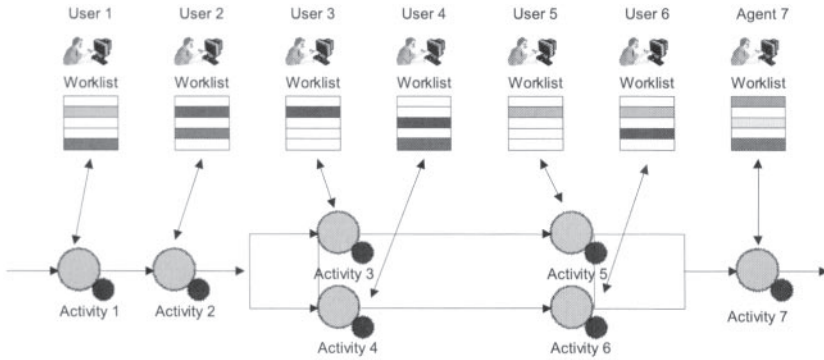 User 1 User 2 User 3 User 4 User 5 User 6 Agent 7
Worklist Worklist Worklist Worklist Worklist Worklist Worklist
Activity 3 Activity 5
Activity 1 Activity 2 Activity 7
Activity 4 Activity 6